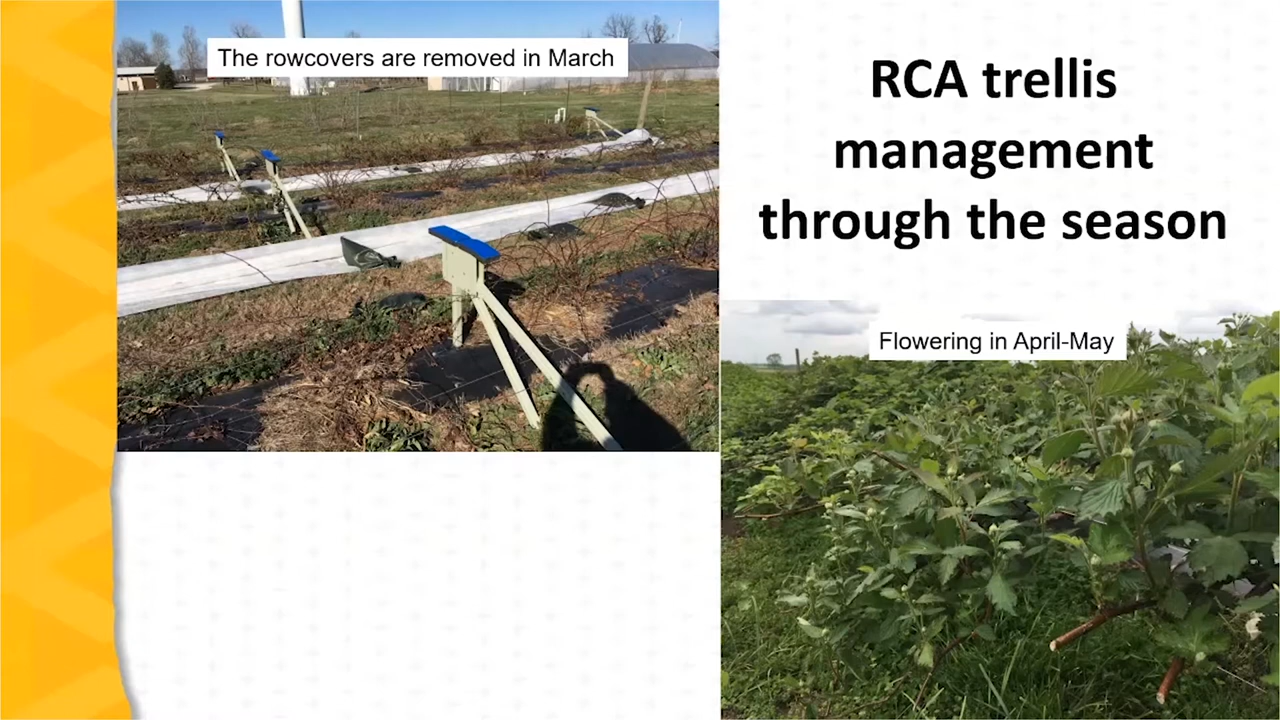 The rowcovers are removed in March
RCA trellis
management
through the season
Flowering in April-May